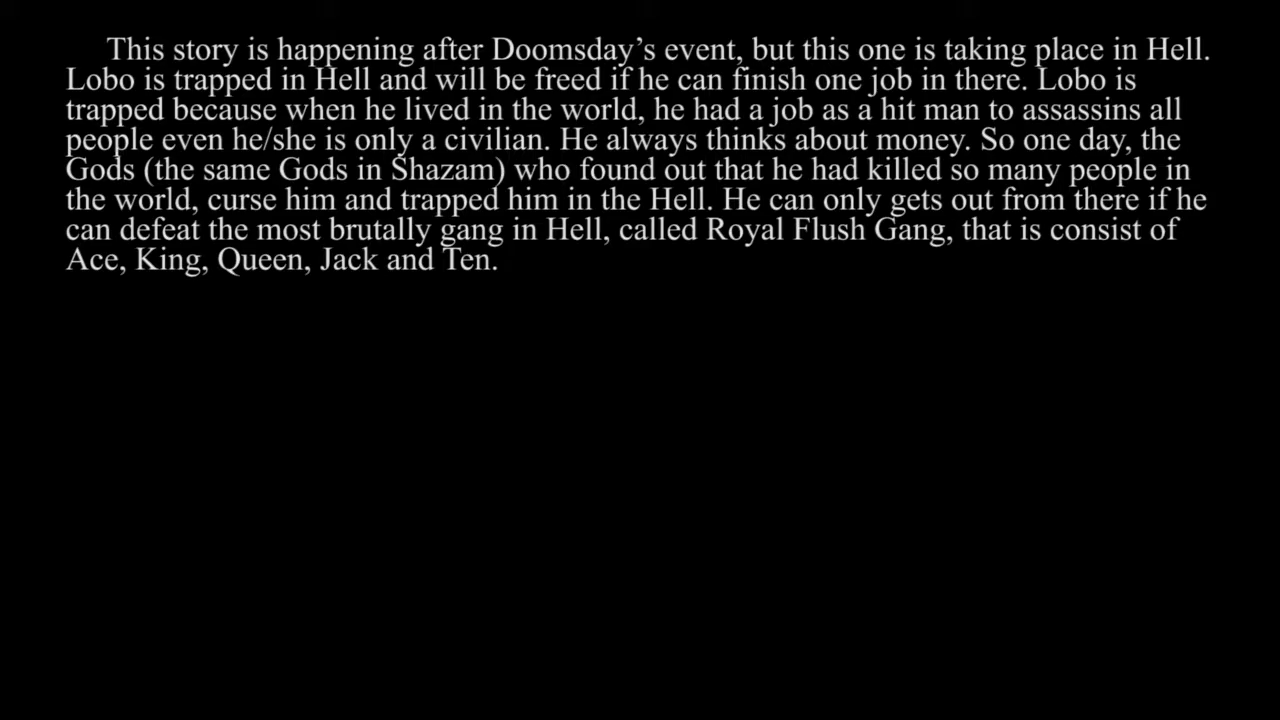 This story is happening after Doomsday’s event, but this one is taking place in Hell.
Lobo is trapped in Hell and will be freed if he can finish one job in there. Lobo is
trapped because when he lived in the world, he had a job as a hit man to assassins all
people even he/she is only a civilian. He always thinks about money. So one day, the
Gods (the same Gods in Shazam) who found out that he had killed so many people in
the world, curse him and trapped him in the Hell. He can only gets out from there if he
can defeat the most brutally gang in Hell, called Royal Flush Gang, that is consist of
Ace, King, Queen, Jack and Ten.